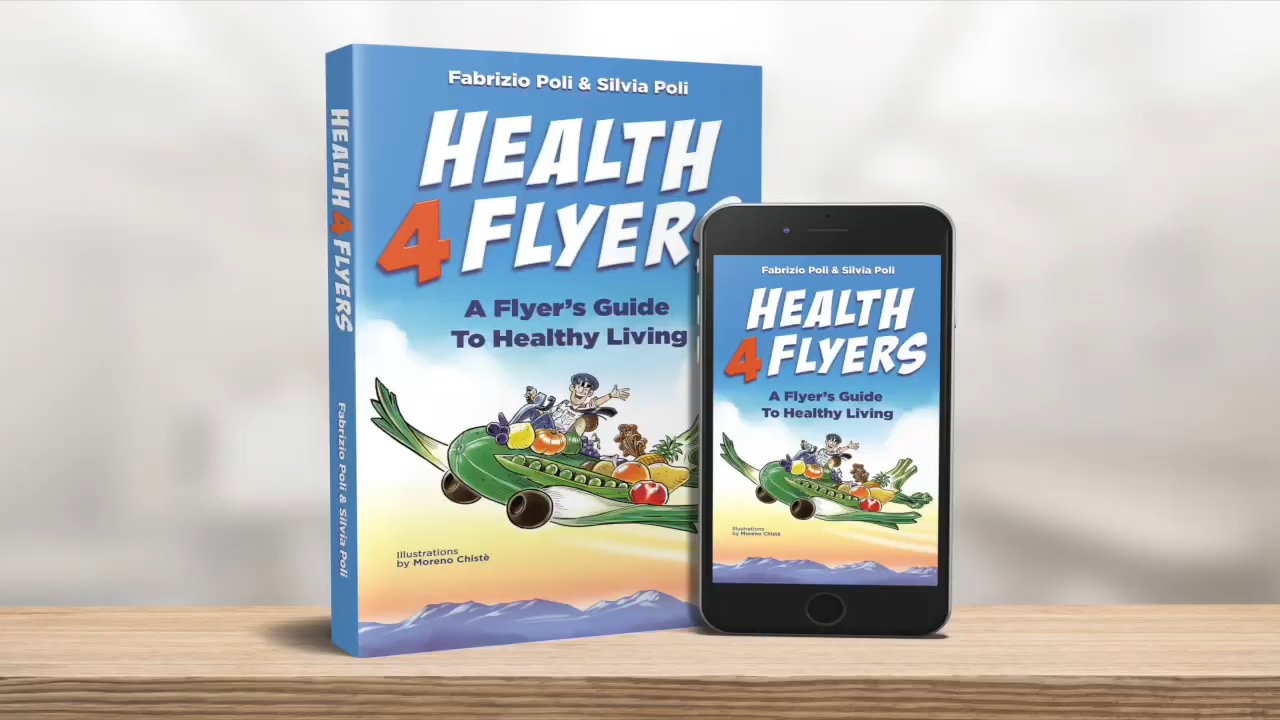 HEALTH 4 FLYERS
Fabrizio Poli & Silvia Poli
Fabrizio Poli & Silvia Poli
HEALTH
4 FLYERS
A Flyer's Guide
To Healthy Living
Illustrations
by Moreno Chistè
Fabrizio Poli & Silvia Poli
HEALTH
4 FLYERS
A Flyer's Guide
To Healthy Living
Illustrations
by Moreno Chistè